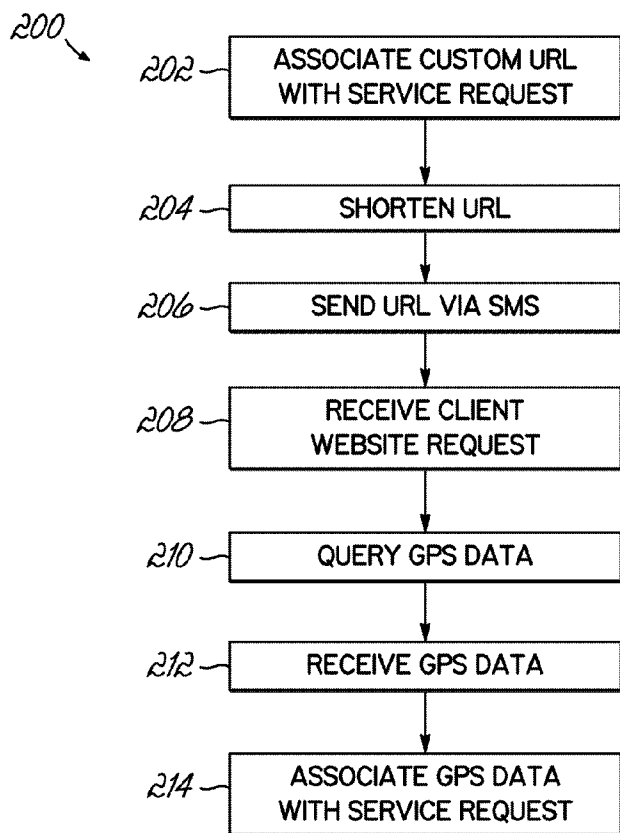 200
202
ASSOCIATE CUSTOM URL
WITH SERVICE REQUEST
204
SHORTEN URL
206
SEND URL VIA SMS
208
RECEIVE CLIENT
WEBSITE REQUEST
210
QUERY GPS DATA
212
RECEIVE GPS DATA
214
ASSOCIATE GPS DATA
WITH SERVICE REQUEST